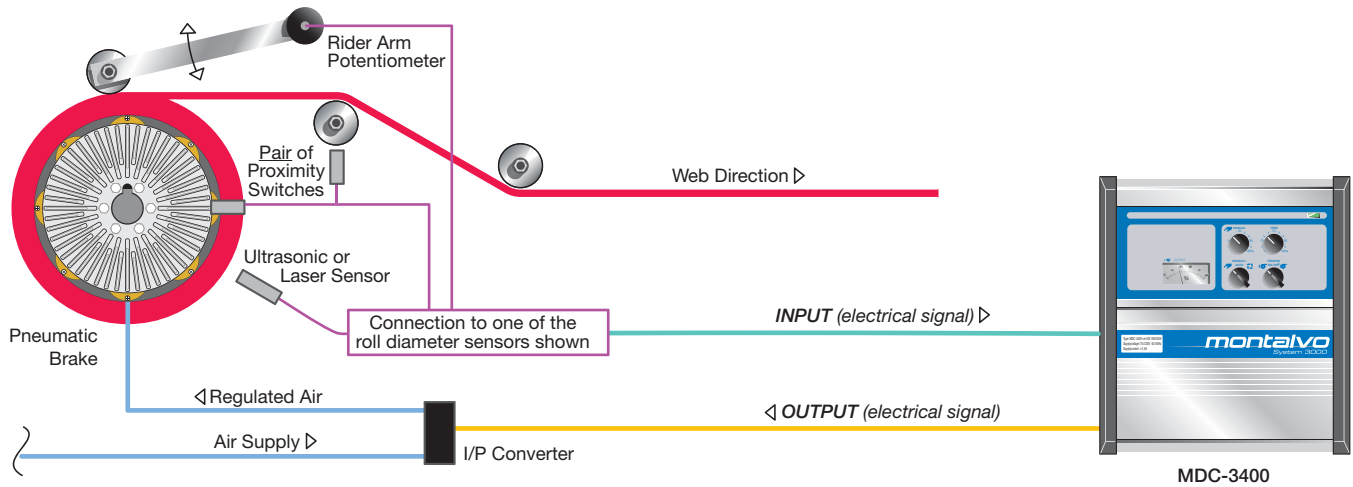 Rider Arm
Potentiometer
Pair of
Proximity
Switches
Web Direction ▷
Ultrasonic or
Laser Sensor
Connection to one of the
roll diameter sensors shown
INPUT (electrical signal) ▷
Pneumatic
Brake
◁ Regulated Air
◁ OUTPUT (electrical signal)
Air Supply ▷
I/P Converter
montalvo
System 3000
MDC-3400